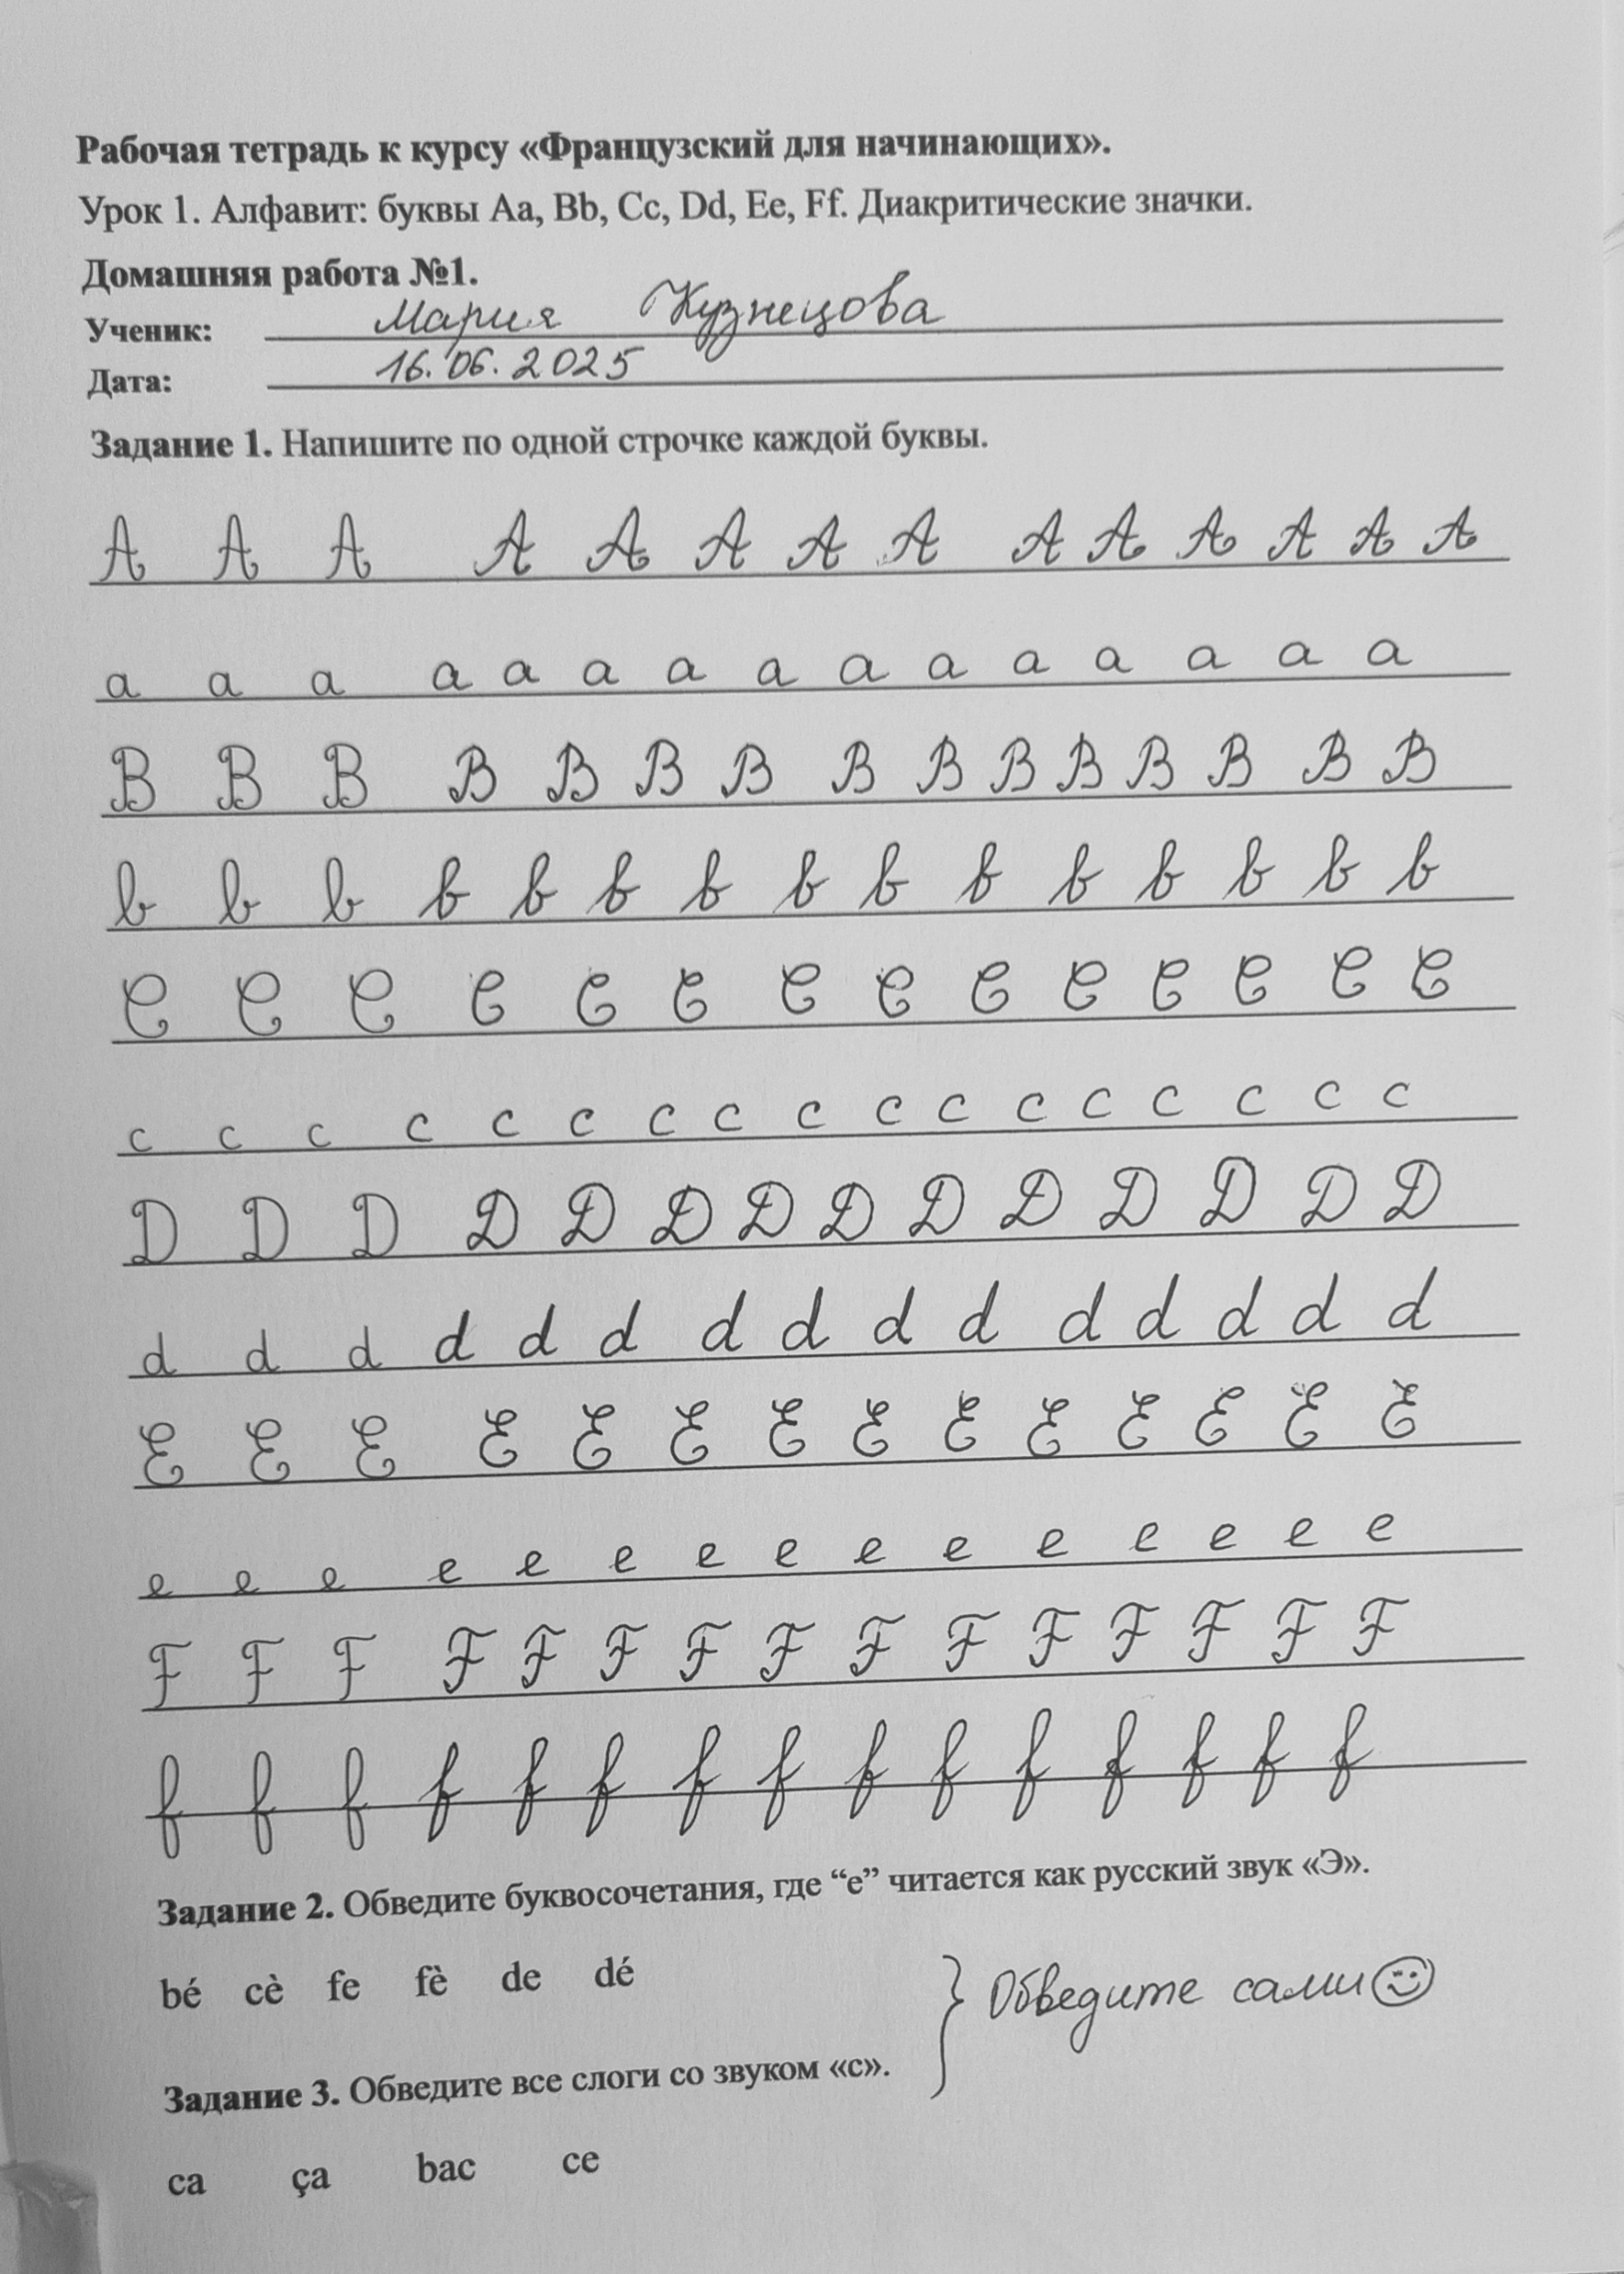 Рабочая тетрадь к курсу «Французский для начинающих».
Урок 1. Алфавит: буквы Aa, Bb, Cc, Dd, Ee, Ff. Диакритические значки.
Домашняя работа №1.
Ученик: Мария Кузнецова
Дата: 16.06.2025
Задание 1. Напишите по одной строчке каждой буквы.
A A A A A A A A A A A A A A
a a a a a a a a a a a a a a a
B B B B B B B B B B B B B B B
b b b b b b b b b b b b b b b
C C C C C C C C C C C C C C
c c c c c c c c c c c c c c c c c
D D D D D D D D D D D D D D
d d d d d d d d d d d d d d d
E E E E E E E E E E E E E E
e e e e e e e e e e e e e e e
F F F F F F F F F F F F F F F
f f f f f f f f f f f f f f f
Задание 2. Обведите буквосочетания, где “e” читается как русский звук «Э».
bé cè fe fè de dé
Обведите сами
Задание 3. Обведите все слоги со звуком «с».
ca ça bac ce